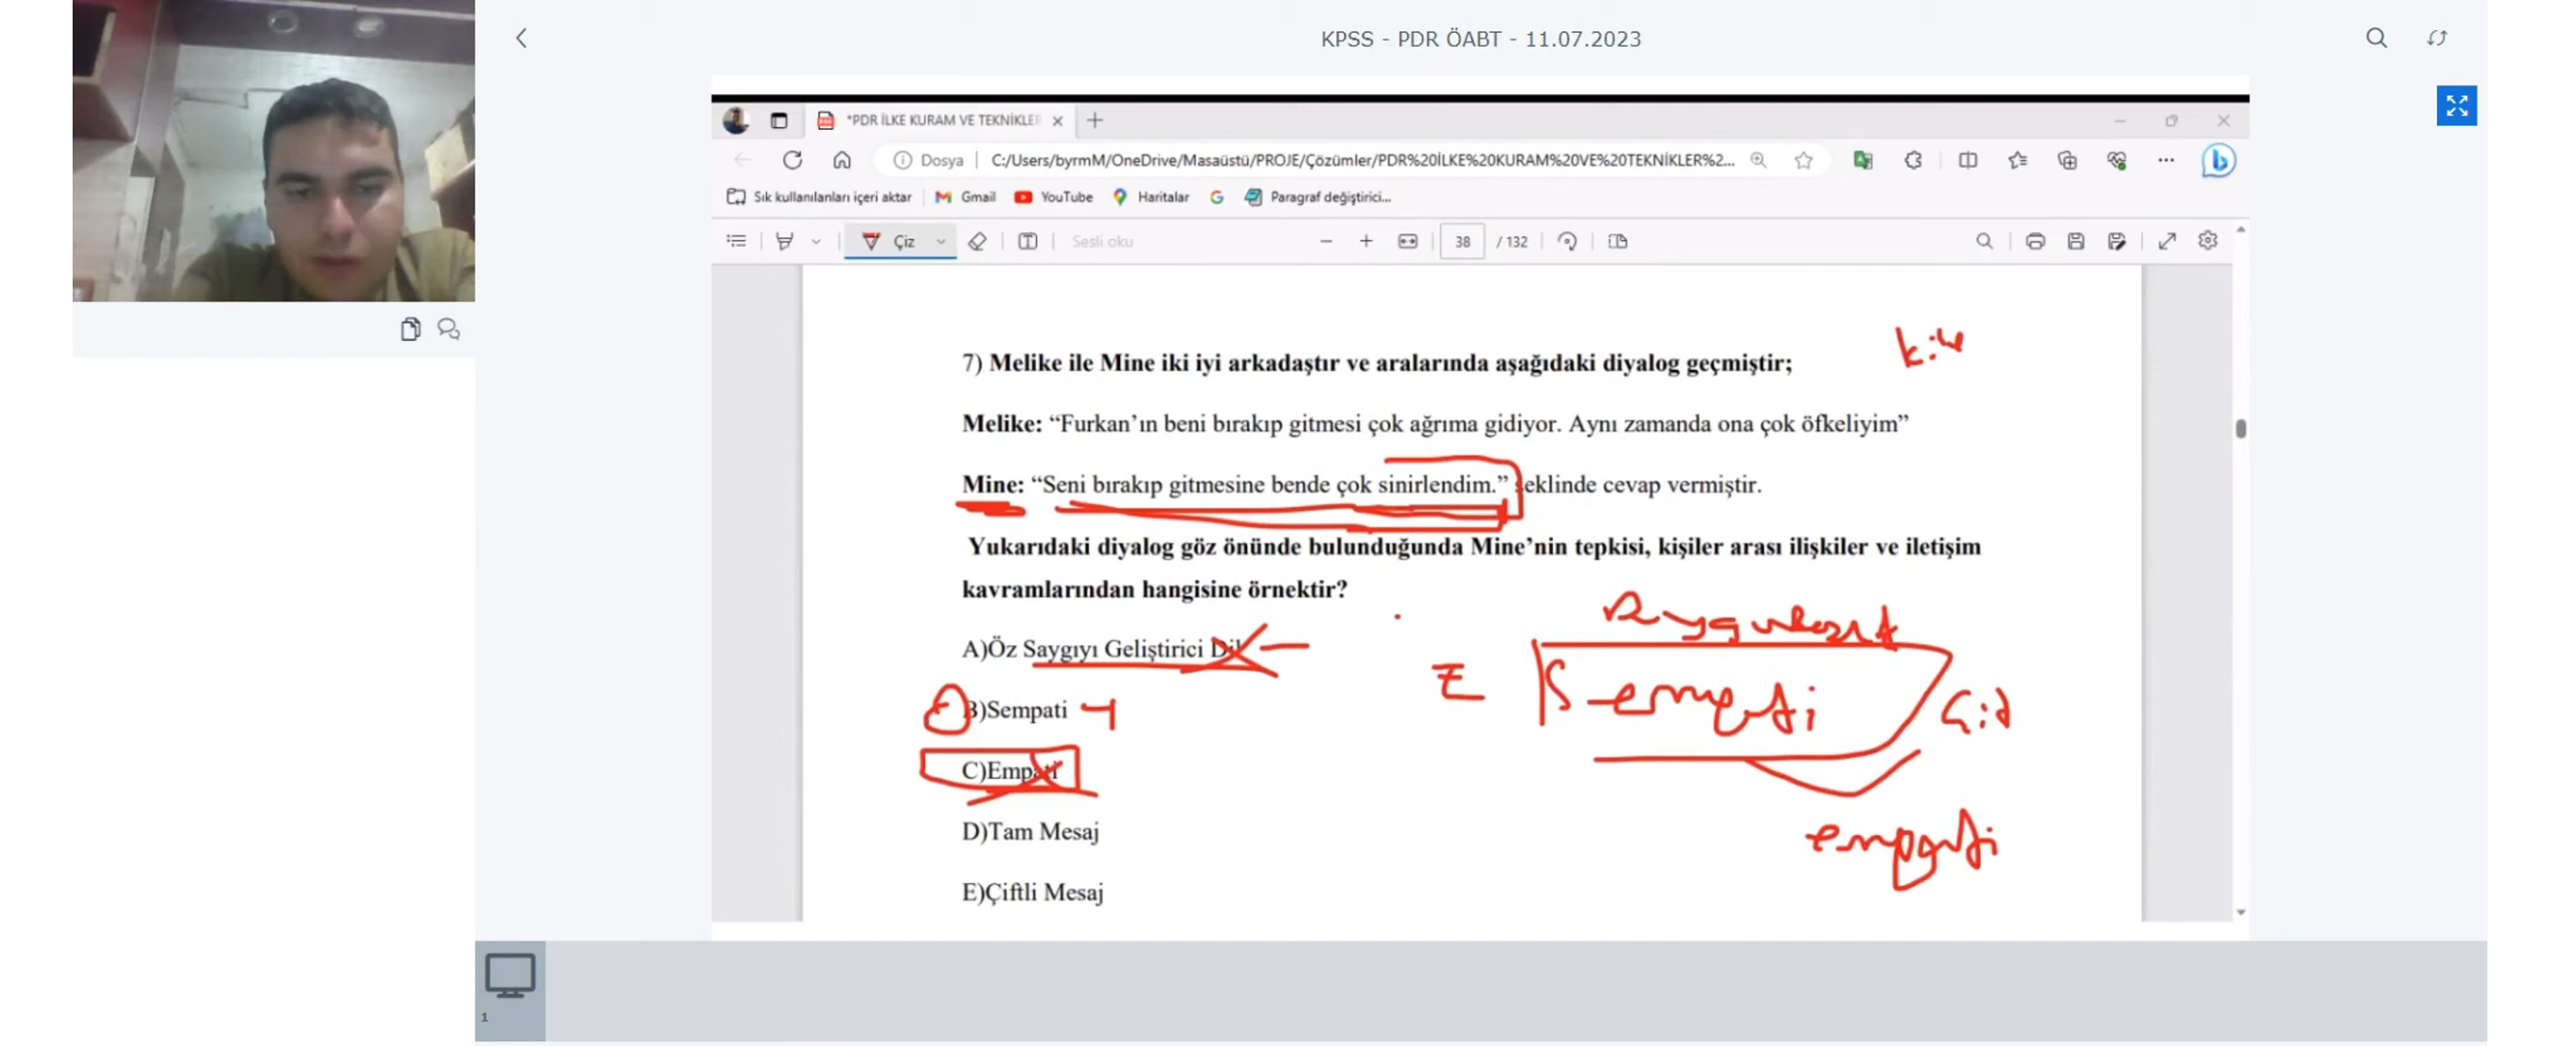 KPSS - PDR ÖABT - 11.07.2023
*PDR İLKE KURAM VE TEKNİKLER
Dosya C:/Users/byrmM/OneDrive/Masaüstü/PROJE/Çözümler/PDR%20İLKE%20KURAM%20VE%20TEKNİKLER%2...
Sık kullanılanları içeri aktar Gmail YouTube Haritalar Paragraf değiştirici...
Çiz Sesli oku 38 / 132
7) Melike ile Mine iki iyi arkadaştır ve aralarında aşağıdaki diyalog geçmiştir;
Melike: “Furkan’ın beni bırakıp gitmesi çok ağrıma gidiyor. Aynı zamanda ona çok öfkeliyim”
Mine: “Seni bırakıp gitmesine bende çok sinirlendim.” şeklinde cevap vermiştir.
Yukarıdaki diyalog göz önünde bulunduğunda Mine’nin tepkisi, kişiler arası ilişkiler ve iletişim
kavramlarından hangisine örnektir?
A)Öz Saygıyı Geliştirici Dil
B)Sempati
C)Empati
D)Tam Mesaj
E)Çiftli Mesaj
S-empati
empati
1